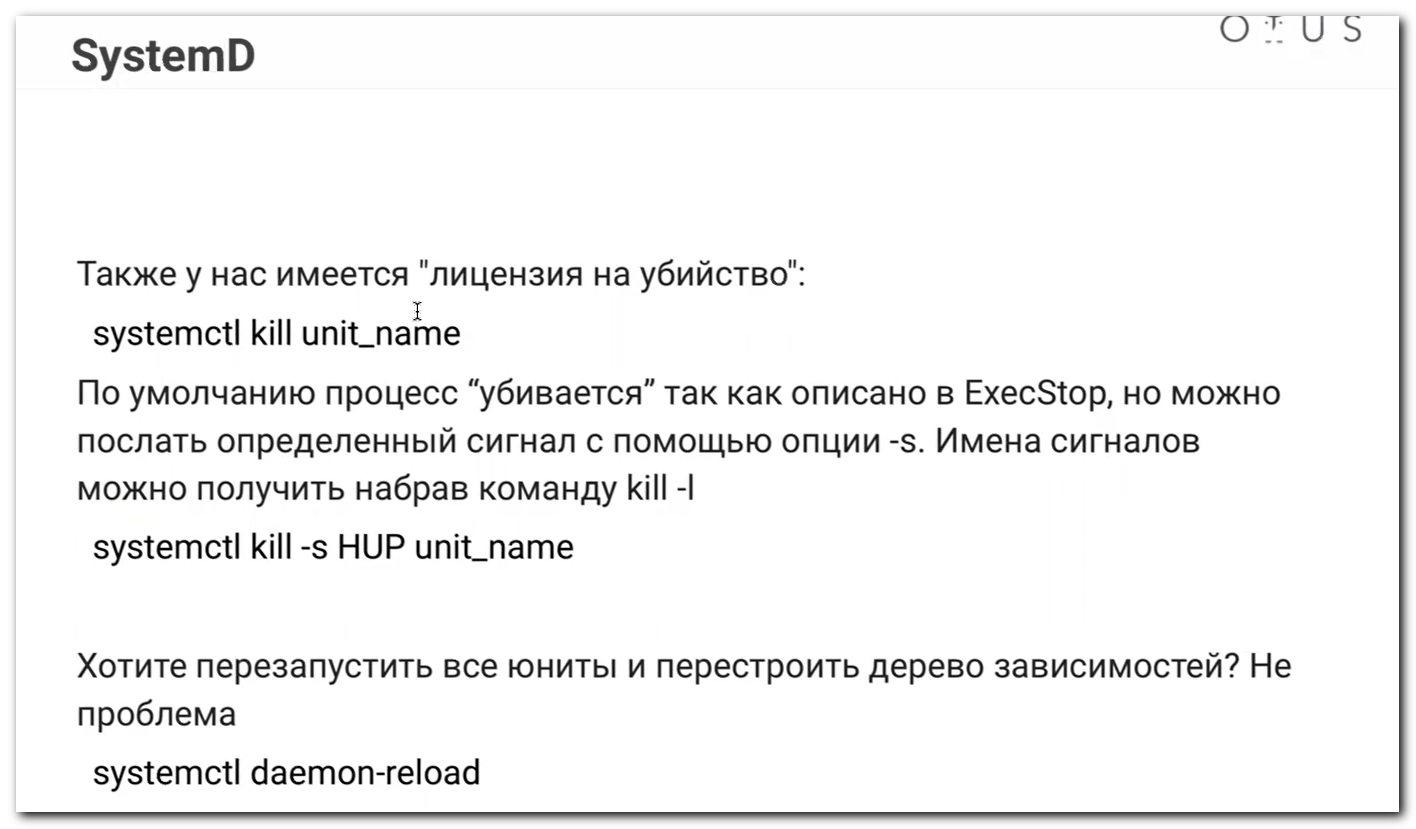 SystemD
OTUS
Также у нас имеется "лицензия на убийство":
systemctl kill unit_name
По умолчанию процесс “убивается” так как описано в ExecStop, но можно
послать определенный сигнал с помощью опции -s. Имена сигналов
можно получить набрав команду kill -l
systemctl kill -s HUP unit_name
Хотите перезапустить все юниты и перестроить дерево зависимостей? Не
проблема
systemctl daemon-reload